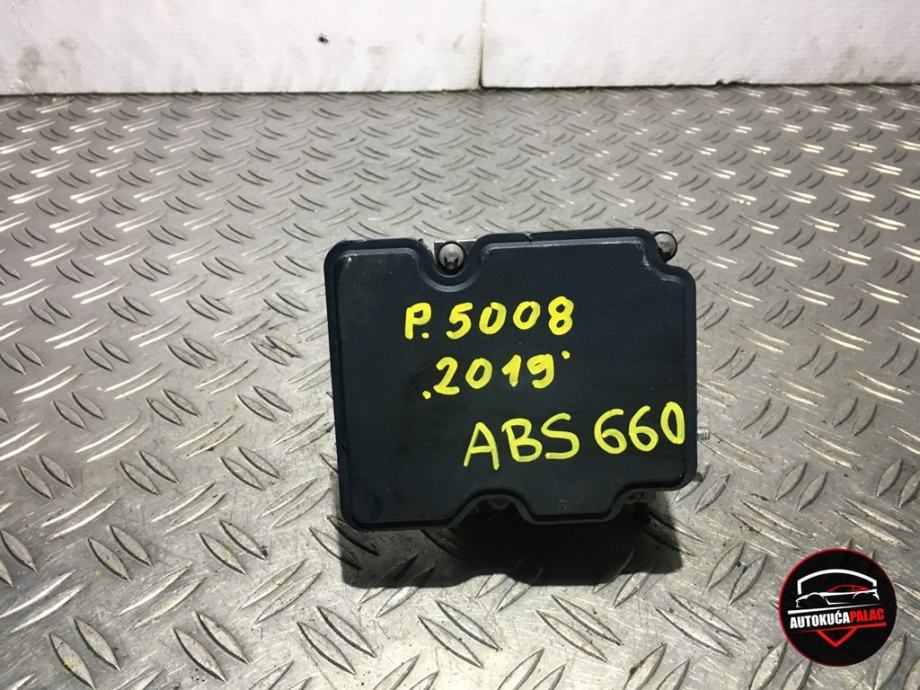 P. 5008
.2019.
ABS 660
AUTOKUĆAPALAC